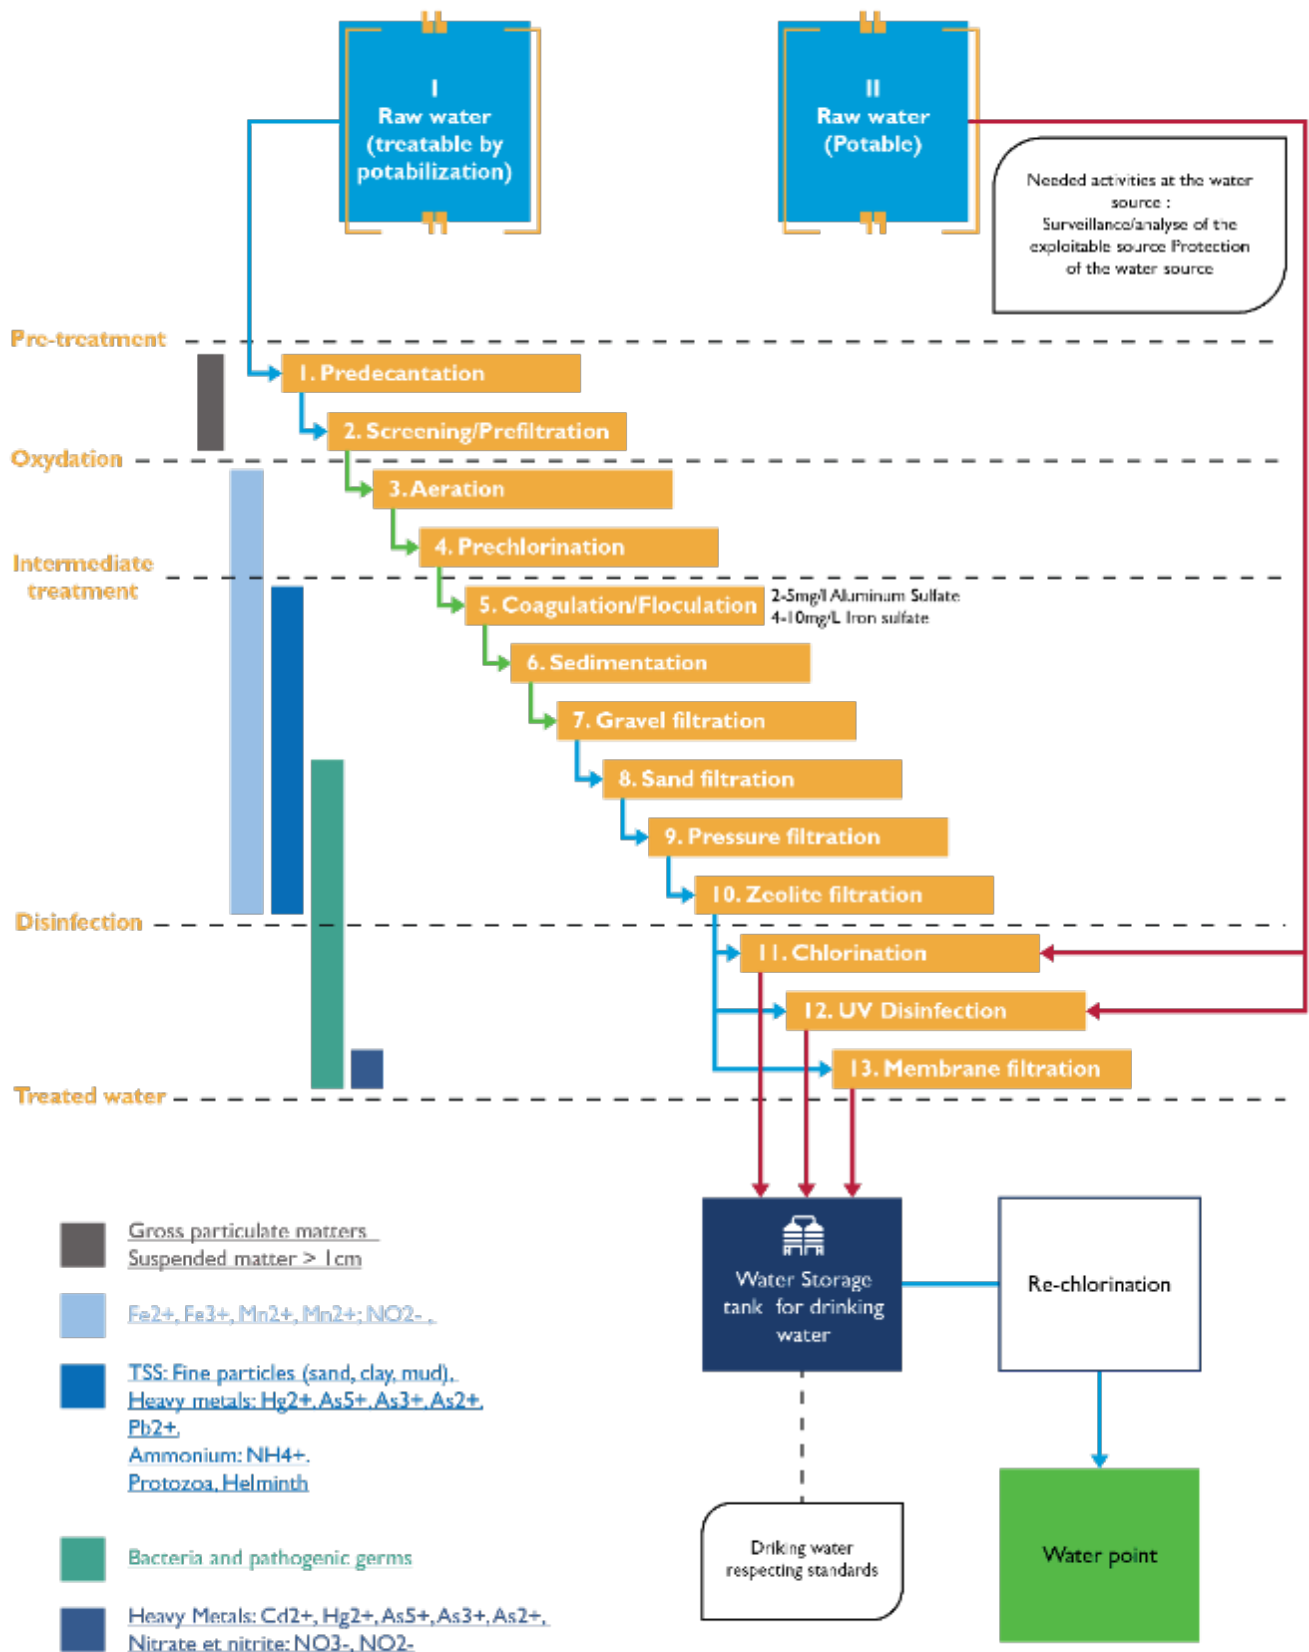 I
Raw water
(treatable by
potabilization)
II
Raw water
(Potable)
Needed activities at the water
source :
Surveillance/analyse of the
exploitable source Protection
of the water source
Pre-treatment
1. Predecantation
2. Screening/Prefiltration
Oxydation
3. Aeration
4. Prechlorination
Intermediate
treatment
5. Coagulation/Floculation
2-5mg/l Aluminum Sulfate
4-10mg/L Iron sulfate
6. Sedimentation
7. Gravel filtration
8. Sand filtration
9. Pressure filtration
10. Zeolite filtration
Disinfection
11. Chlorination
12. UV Disinfection
13. Membrane filtration
Treated water
Gross particulate matters
Suspended matter > 1cm
Fe2+, Fe3+, Mn2+, Mn2+; NO2- ,
TSS: Fine particles (sand, clay, mud),
Heavy metals: Hg2+, As5+, As3+, As2+,
Pb2+,
Ammonium: NH4+.
Protozoa, Helminth
Bacteria and pathogenic germs
Heavy Metals: Cd2+, Hg2+, As5+, As3+, As2+,
Nitrate et nitrite: NO3-, NO2-
Water Storage
tank for drinking
water
Re-chlorination
Driking water
respecting standards
Water point